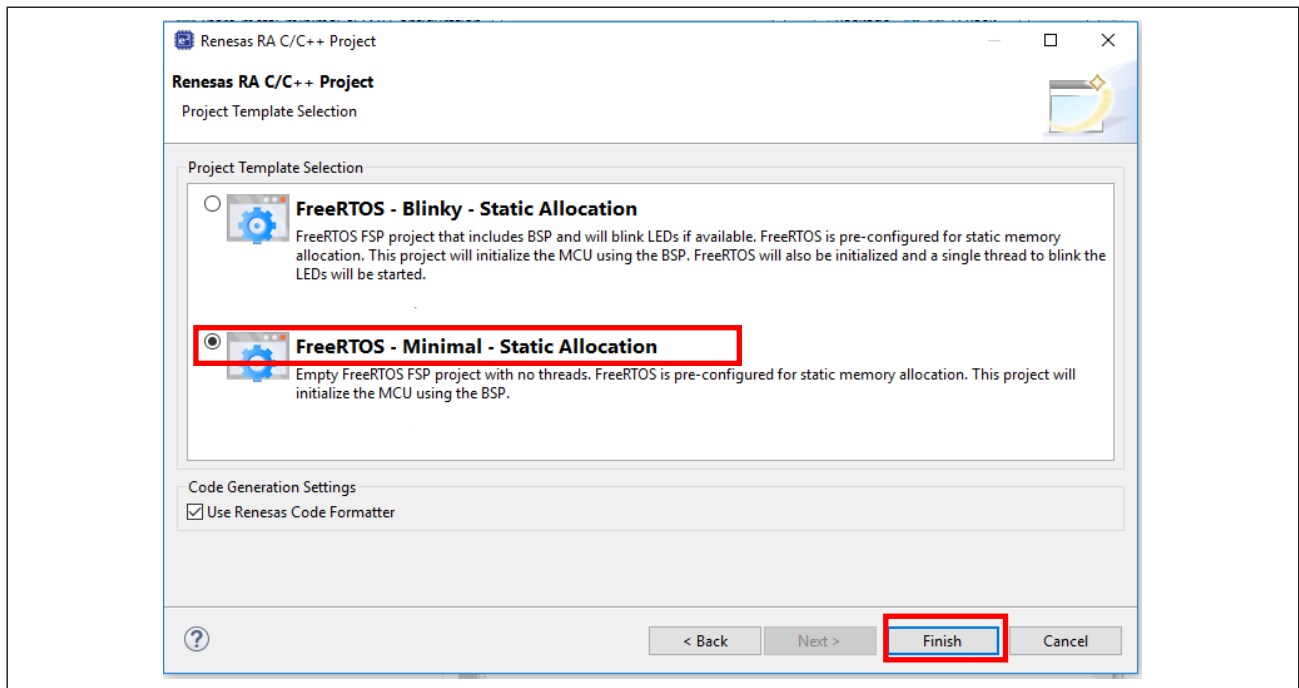 Renesas RA C/C++ Project
Renesas RA C/C++ Project
Project Template Selection
Project Template Selection
FreeRTOS - Blinky - Static Allocation
FreeRTOS FSP project that includes BSP and will blink LEDs if available. FreeRTOS is pre-configured for static memory
allocation. This project will initialize the MCU using the BSP. FreeRTOS will also be initialized and a single thread to blink the
LEDs will be started.
FreeRTOS - Minimal - Static Allocation
Empty FreeRTOS FSP project with no threads. FreeRTOS is pre-configured for static memory allocation. This project will
initialize the MCU using the BSP.
Code Generation Settings
Use Renesas Code Formatter
?
< Back
Next >
Finish
Cancel